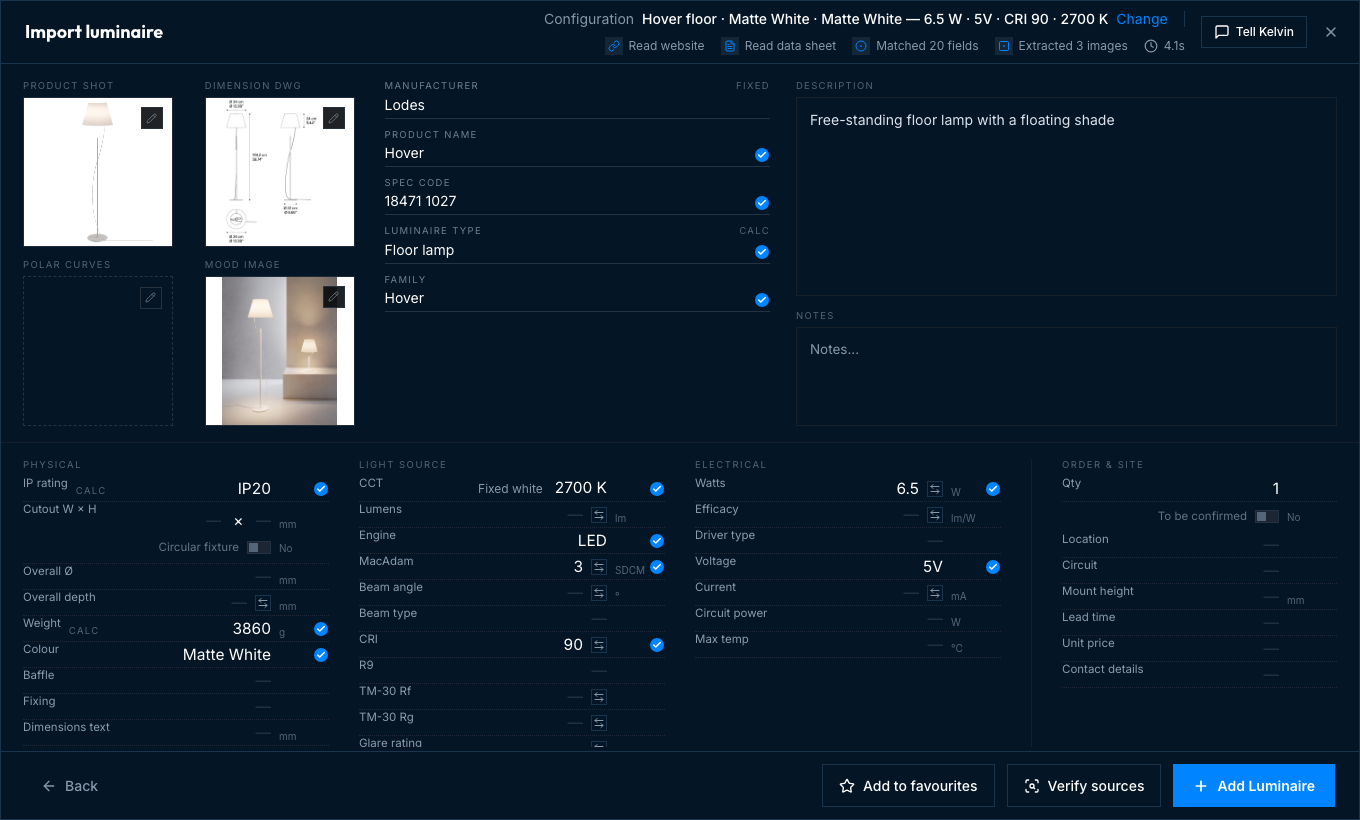 Import luminaire
Configuration Hover floor · Matte White · Matte White — 6.5 W · 5V · CRI 90 · 2700 K Change
Read website Read data sheet Matched 20 fields Extracted 3 images 4.1s
Tell Kelvin
PRODUCT SHOT
DIMENSION DWG
POLAR CURVES
MOOD IMAGE
MANUFACTURER FIXED
Lodes
PRODUCT NAME
Hover
SPEC CODE
18471 1027
LUMINAIRE TYPE CALC
Floor lamp
FAMILY
Hover
DESCRIPTION
Free-standing floor lamp with a floating shade
NOTES
Notes...
PHYSICAL
IP rating CALC IP20
Cutout W × H — × — mm
Circular fixture No
Overall Ø — mm
Overall depth — mm
Weight CALC 3860 g
Colour Matte White
Baffle —
Fixing —
Dimensions text — mm
LIGHT SOURCE
CCT Fixed white 2700 K
Lumens — lm
Engine LED
MacAdam 3 SDCM
Beam angle — °
Beam type —
CRI 90
R9 —
TM-30 Rf —
TM-30 Rg —
Glare rating
ELECTRICAL
Watts 6.5 W
Efficacy — lm/W
Driver type —
Voltage 5V
Current — mA
Circuit power — W
Max temp — °C
ORDER & SITE
Qty 1
To be confirmed No
Location —
Circuit —
Mount height — mm
Lead time —
Unit price —
Contact details —
Back
Add to favourites
Verify sources
Add Luminaire